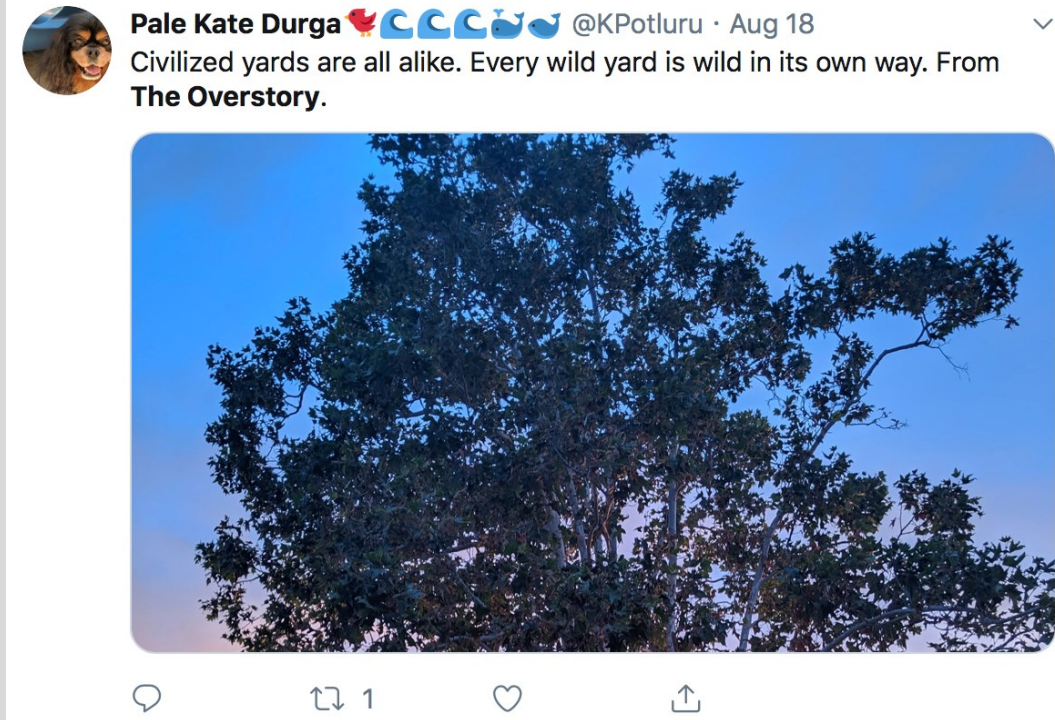 Pale Kate Durga🐦🌊🌊🌊🐳🐋 @KPotluru · Aug 18
Civilized yards are all alike. Every wild yard is wild in its own way. From
The Overstory.
1